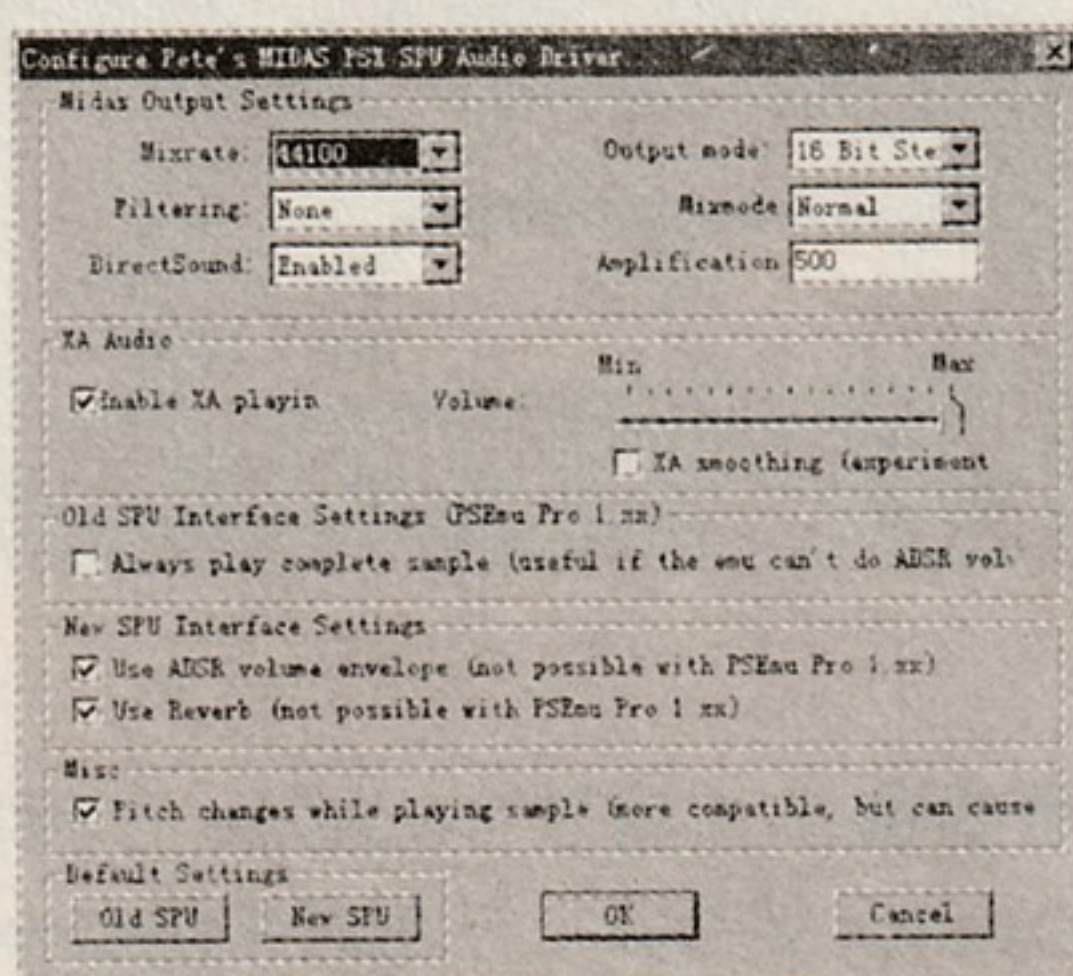 Configure Pete's MIDAS PSX SPU Audio Driver...
Midas Output Settings
Mixrate: 44100
Output mode: 16 Bit Ste
Filtering: None
Mixmode Normal
DirectSound: Enabled
Amplification 500
XA Audio
Enable XA playin
Volume:
Min
Max
XA smoothing (experiment
Old SPU Interface Settings (PSEmu Pro 1.xx)
Always play complete sample (useful if the emu can't do ADSR volu
New SPU Interface Settings
Use ADSR volume envelope (not possible with PSEmu Pro 1.xx)
Use Reverb (not possible with PSEmu Pro 1.xx)
Misc
Pitch changes while playing sample (more compatible, but can cause
Default Settings
Old SPU
New SPU
OK
Cancel